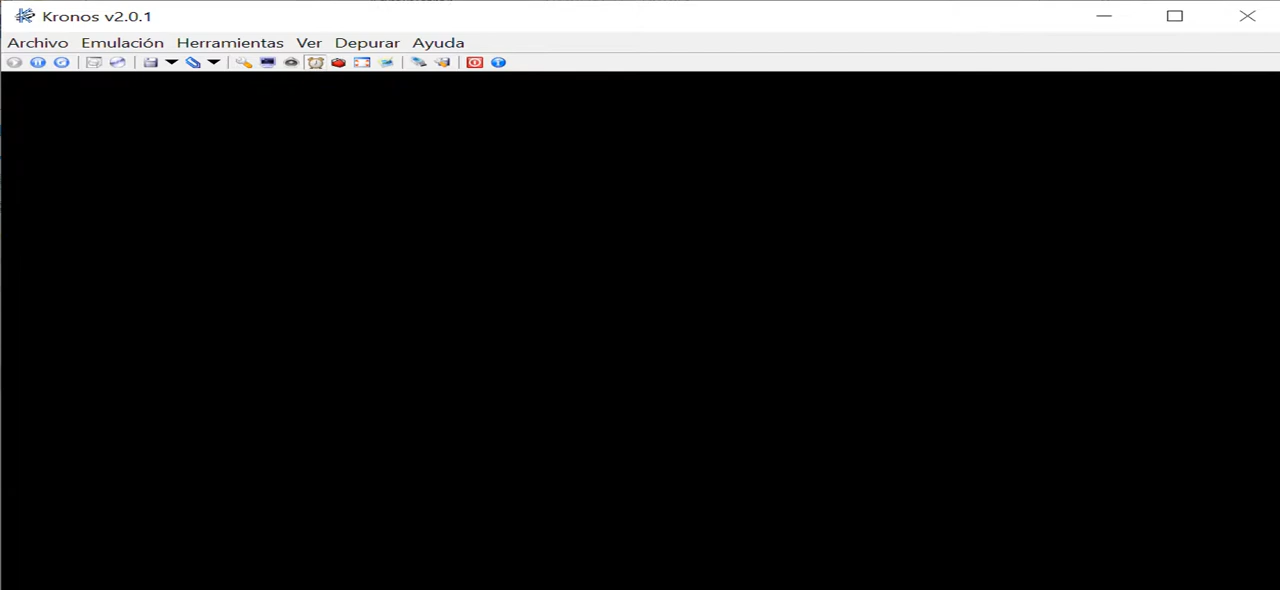 Kronos v2.0.1
Archivo Emulación Herramientas Ver Depurar Ayuda